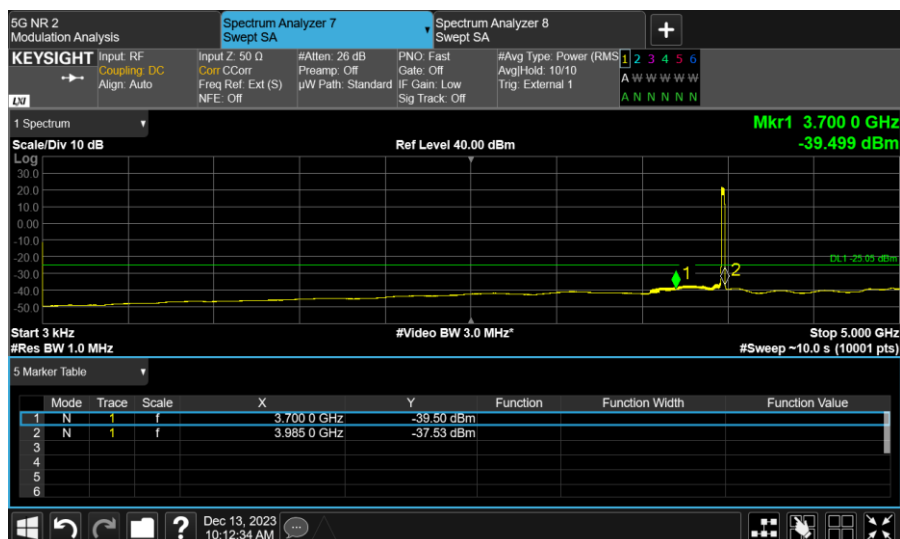 5G NR 2
Modulation Analysis
Spectrum Analyzer 7
Swept SA
Spectrum Analyzer 8
Swept SA
KEYSIGHT
LXI
Input: RF
Coupling: DC
Align: Auto
Input Z: 50 Ω
Corr CCorr
Freq Ref: Ext (S)
NFE: Off
#Atten: 26 dB
Preamp: Off
µW Path: Standard
PNO: Fast
Gate: Off
IF Gain: Low
Sig Track: Off
#Avg Type: Power (RMS
Avg|Hold: 10/10
Trig: External 1
1 2 3 4 5 6
A W W W W W
A N N N N N
1 Spectrum
Mkr1 3.700 0 GHz
Scale/Div 10 dB
Ref Level 40.00 dBm
-39.499 dBm
Log
30.0
20.0
10.0
0.00
-10.0
-20.0
DL1 -25.05 dBm
-30.0
1
2
-40.0
-50.0
Start 3 kHz
#Video BW 3.0 MHz*
Stop 5.000 GHz
#Res BW 1.0 MHz
#Sweep ~10.0 s (10001 pts)
5 Marker Table
Mode Trace Scale X Y Function Function Width Function Value
1 N 1 f 3.700 0 GHz -39.50 dBm
2 N 1 f 3.985 0 GHz -37.53 dBm
3
4
5
6
?
Dec 13, 2023
10:12:34 AM